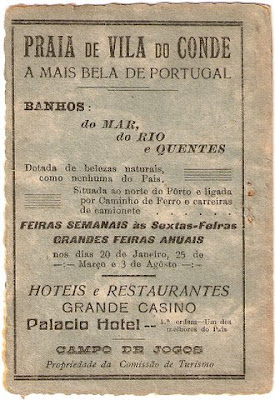 PRAIA DE VILA DO CONDE
A MAIS BELA DE PORTUGAL
BANHOS:
do MAR,
do RIO
e QUENTES
Dotada de belezas naturais,
como nenhuma do País.
Situada ao norte do Pôrto e ligada
por Caminho de Ferro e carreiras
de camionete
FEIRAS SEMANAIS às Sextas-Feiras
GRANDES FEIRAS ANUAIS
nos dias 20 de Janeiro, 25 de
—:— Março e 3 de Agôsto —:—
HOTEIS e RESTAURANTES
GRANDE CASINO
Palacio Hotel -- 1.ª ordem—Um dos
melhores do País
CAMPO DE JOGOS
Propriedade da Comissão de Turismo